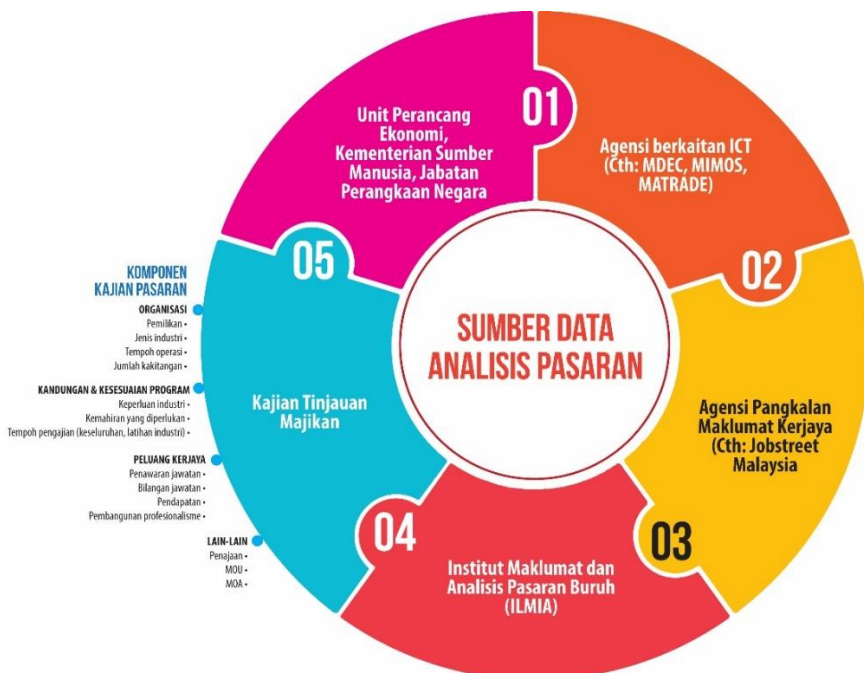 01
Unit Perancang
Ekonomi,
Kementerian Sumber
Manusia, Jabatan
Perangkaan Negara
Agensi berkaitan ICT
(Cth: MDEC, MIMOS,
MATRADE)
02
Agensi Pangkalan
Maklumat Kerjaya
(Cth: Jobstreet
Malaysia
03
Institut Maklumat dan
Analisis Pasaran Buruh
(ILMIA)
04
Kajian Tinjauan
Majikan
05
SUMBER DATA
ANALISIS PASARAN
KOMPONEN
KAJIAN PASARAN
ORGANISASI
Pemilikan •
Jenis industri •
Tempoh operasi •
Jumlah kakitangan •
KANDUNGAN & KESESUAIAN PROGRAM
Keperluan industri •
Kemahiran yang diperlukan •
Tempoh pengajian (keseluruhan, latihan industri) •
PELUANG KERJAYA
Penawaran jawatan •
Bilangan jawatan •
Pendapatan •
Pembangunan profesionalisme •
LAIN-LAIN
Penajaan •
MOU •
MOA •